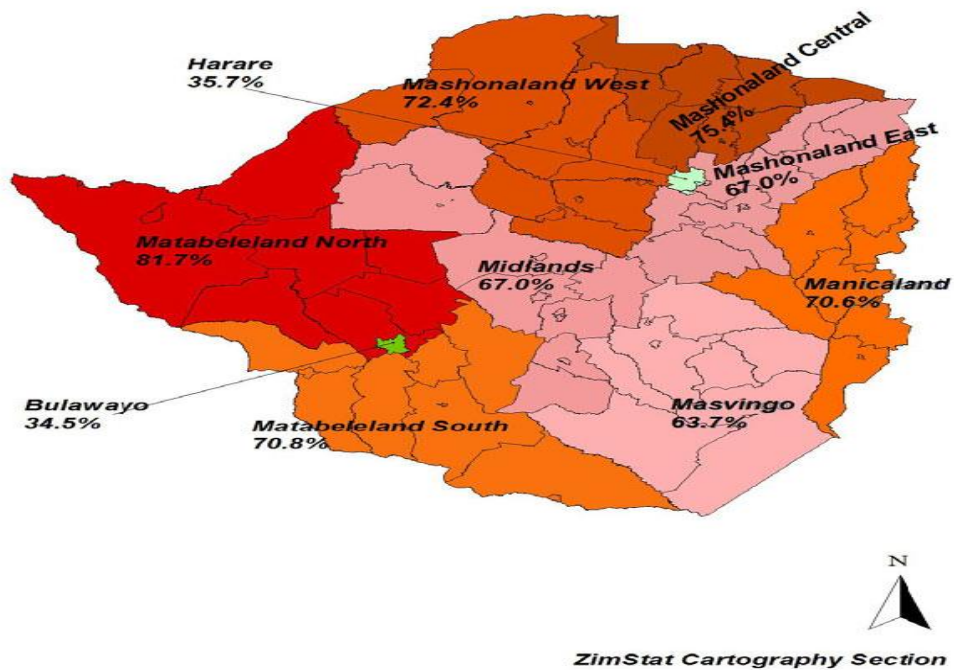 Harare
35.7%
Mashonaland West
72.4%
Mashonaland Central
75.4%
Mashonaland East
67.0%
Matabeleland North
81.7%
Midlands
67.0%
Manicaland
70.6%
Bulawayo
34.5%
Matabeleland South
70.8%
Masvingo
63.7%
N
ZimStat Cartography Section